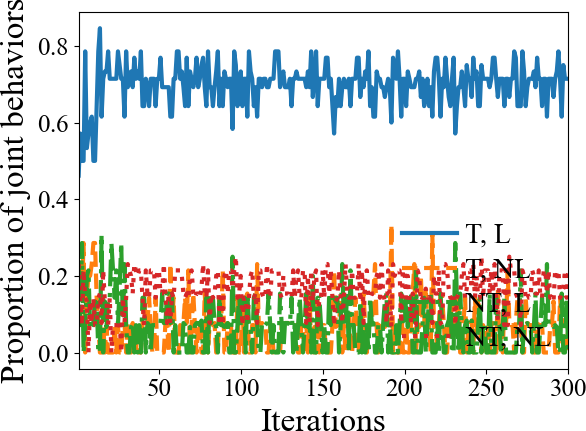 Proportion of joint behaviors
0.8
0.6
0.4
0.2
0.0
T, L
T, NL
NT, L
NT, NL
50
100
150
200
250
300
Iterations